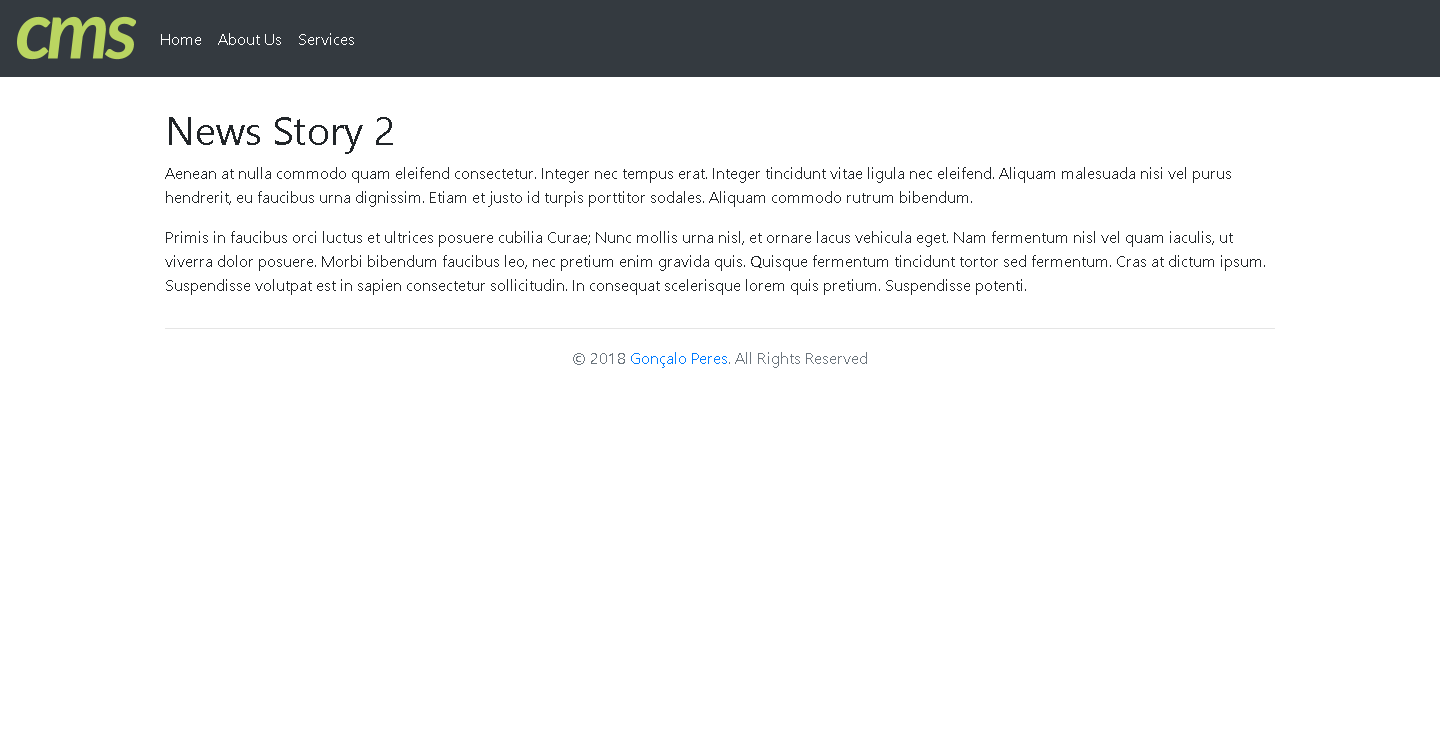 cms
Home About Us Services
News Story 2
Aenean at nulla commodo quam eleifend consectetur. Integer nec tempus erat. Integer tincidunt vitae ligula nec eleifend. Aliquam malesuada nisi vel purus
hendrerit, eu faucibus urna dignissim. Etiam et justo id turpis porttitor sodales. Aliquam commodo rutrum bibendum.
Primis in faucibus orci luctus et ultrices posuere cubilia Curae; Nunc mollis urna nisl, et ornare lacus vehicula eget. Nam fermentum nisl vel quam iaculis, ut
viverra dolor posuere. Morbi bibendum faucibus leo, nec pretium enim gravida quis. Quisque fermentum tincidunt tortor sed fermentum. Cras at dictum ipsum.
Suspendisse volutpat est in sapien consectetur sollicitudin. In consequat scelerisque lorem quis pretium. Suspendisse potenti.
© 2018 Gonçalo Peres. All Rights Reserved